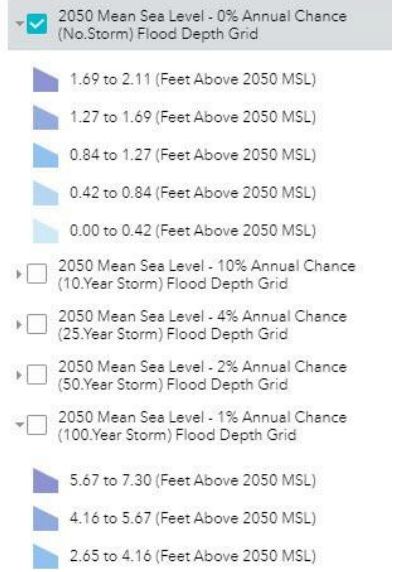 2050 Mean Sea Level - 0% Annual Chance
(No.Storm) Flood Depth Grid
1.69 to 2.11 (Feet Above 2050 MSL)
1.27 to 1.69 (Feet Above 2050 MSL)
0.84 to 1.27 (Feet Above 2050 MSL)
0.42 to 0.84 (Feet Above 2050 MSL)
0.00 to 0.42 (Feet Above 2050 MSL)
2050 Mean Sea Level - 10% Annual Chance
(10.Year Storm) Flood Depth Grid
2050 Mean Sea Level - 4% Annual Chance
(25.Year Storm) Flood Depth Grid
2050 Mean Sea Level - 2% Annual Chance
(50.Year Storm) Flood Depth Grid
2050 Mean Sea Level - 1% Annual Chance
(100.Year Storm) Flood Depth Grid
5.67 to 7.30 (Feet Above 2050 MSL)
4.16 to 5.67 (Feet Above 2050 MSL)
2.65 to 4.16 (Feet Above 2050 MSL)